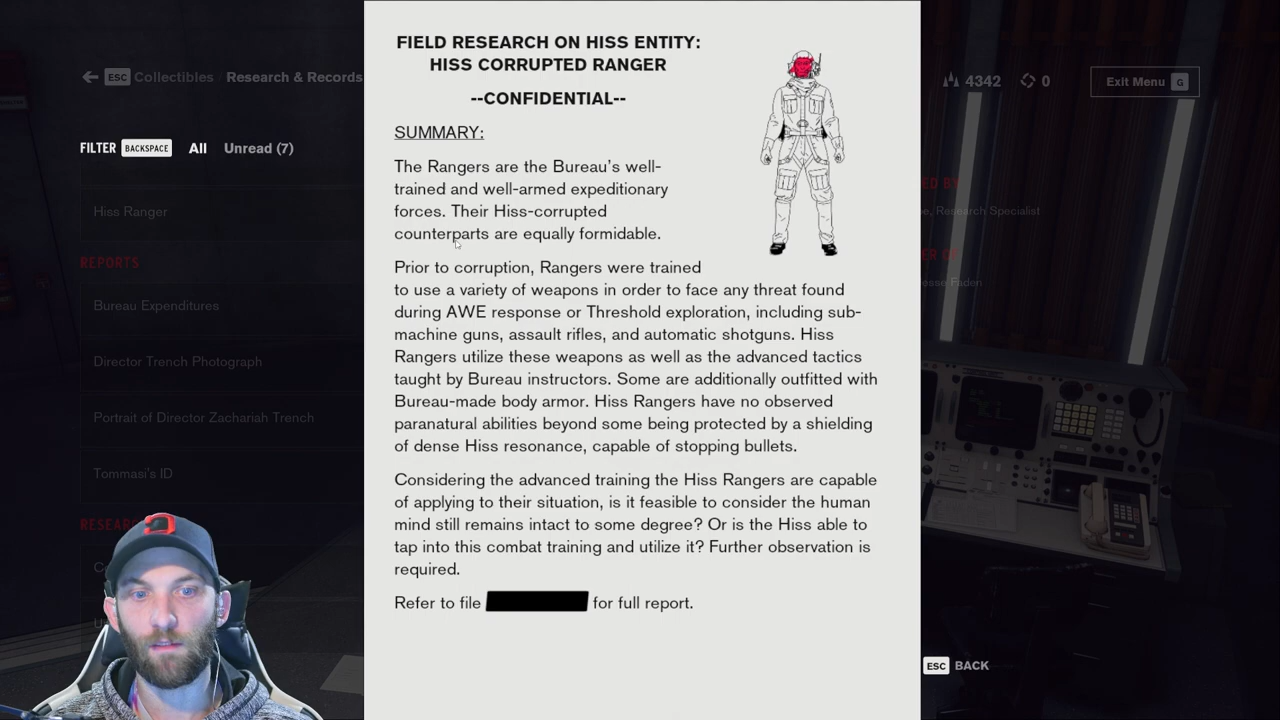 ESC Collectibles / Research & Records
4342
0
Exit Menu G
FILTER BACKSPACE All Unread (7)
Hiss Ranger
REPORTS
Bureau Expenditures
Director Trench Photograph
Portrait of Director Zachariah Trench
Tommasi's ID
FIELD RESEARCH ON HISS ENTITY:
HISS CORRUPTED RANGER
--CONFIDENTIAL--
SUMMARY:
The Rangers are the Bureau's well-
trained and well-armed expeditionary
forces. Their Hiss-corrupted
counterparts are equally formidable.
Prior to corruption, Rangers were trained
to use a variety of weapons in order to face any threat found
during AWE response or Threshold exploration, including sub-
machine guns, assault rifles, and automatic shotguns. Hiss
Rangers utilize these weapons as well as the advanced tactics
taught by Bureau instructors. Some are additionally outfitted with
Bureau-made body armor. Hiss Rangers have no observed
paranatural abilities beyond some being protected by a shielding
of dense Hiss resonance, capable of stopping bullets.
Considering the advanced training the Hiss Rangers are capable
of applying to their situation, is it feasible to consider the human
mind still remains intact to some degree? Or is the Hiss able to
tap into this combat training and utilize it? Further observation is
required.
Refer to file for full report.
Research Specialist
Faden
ESC BACK